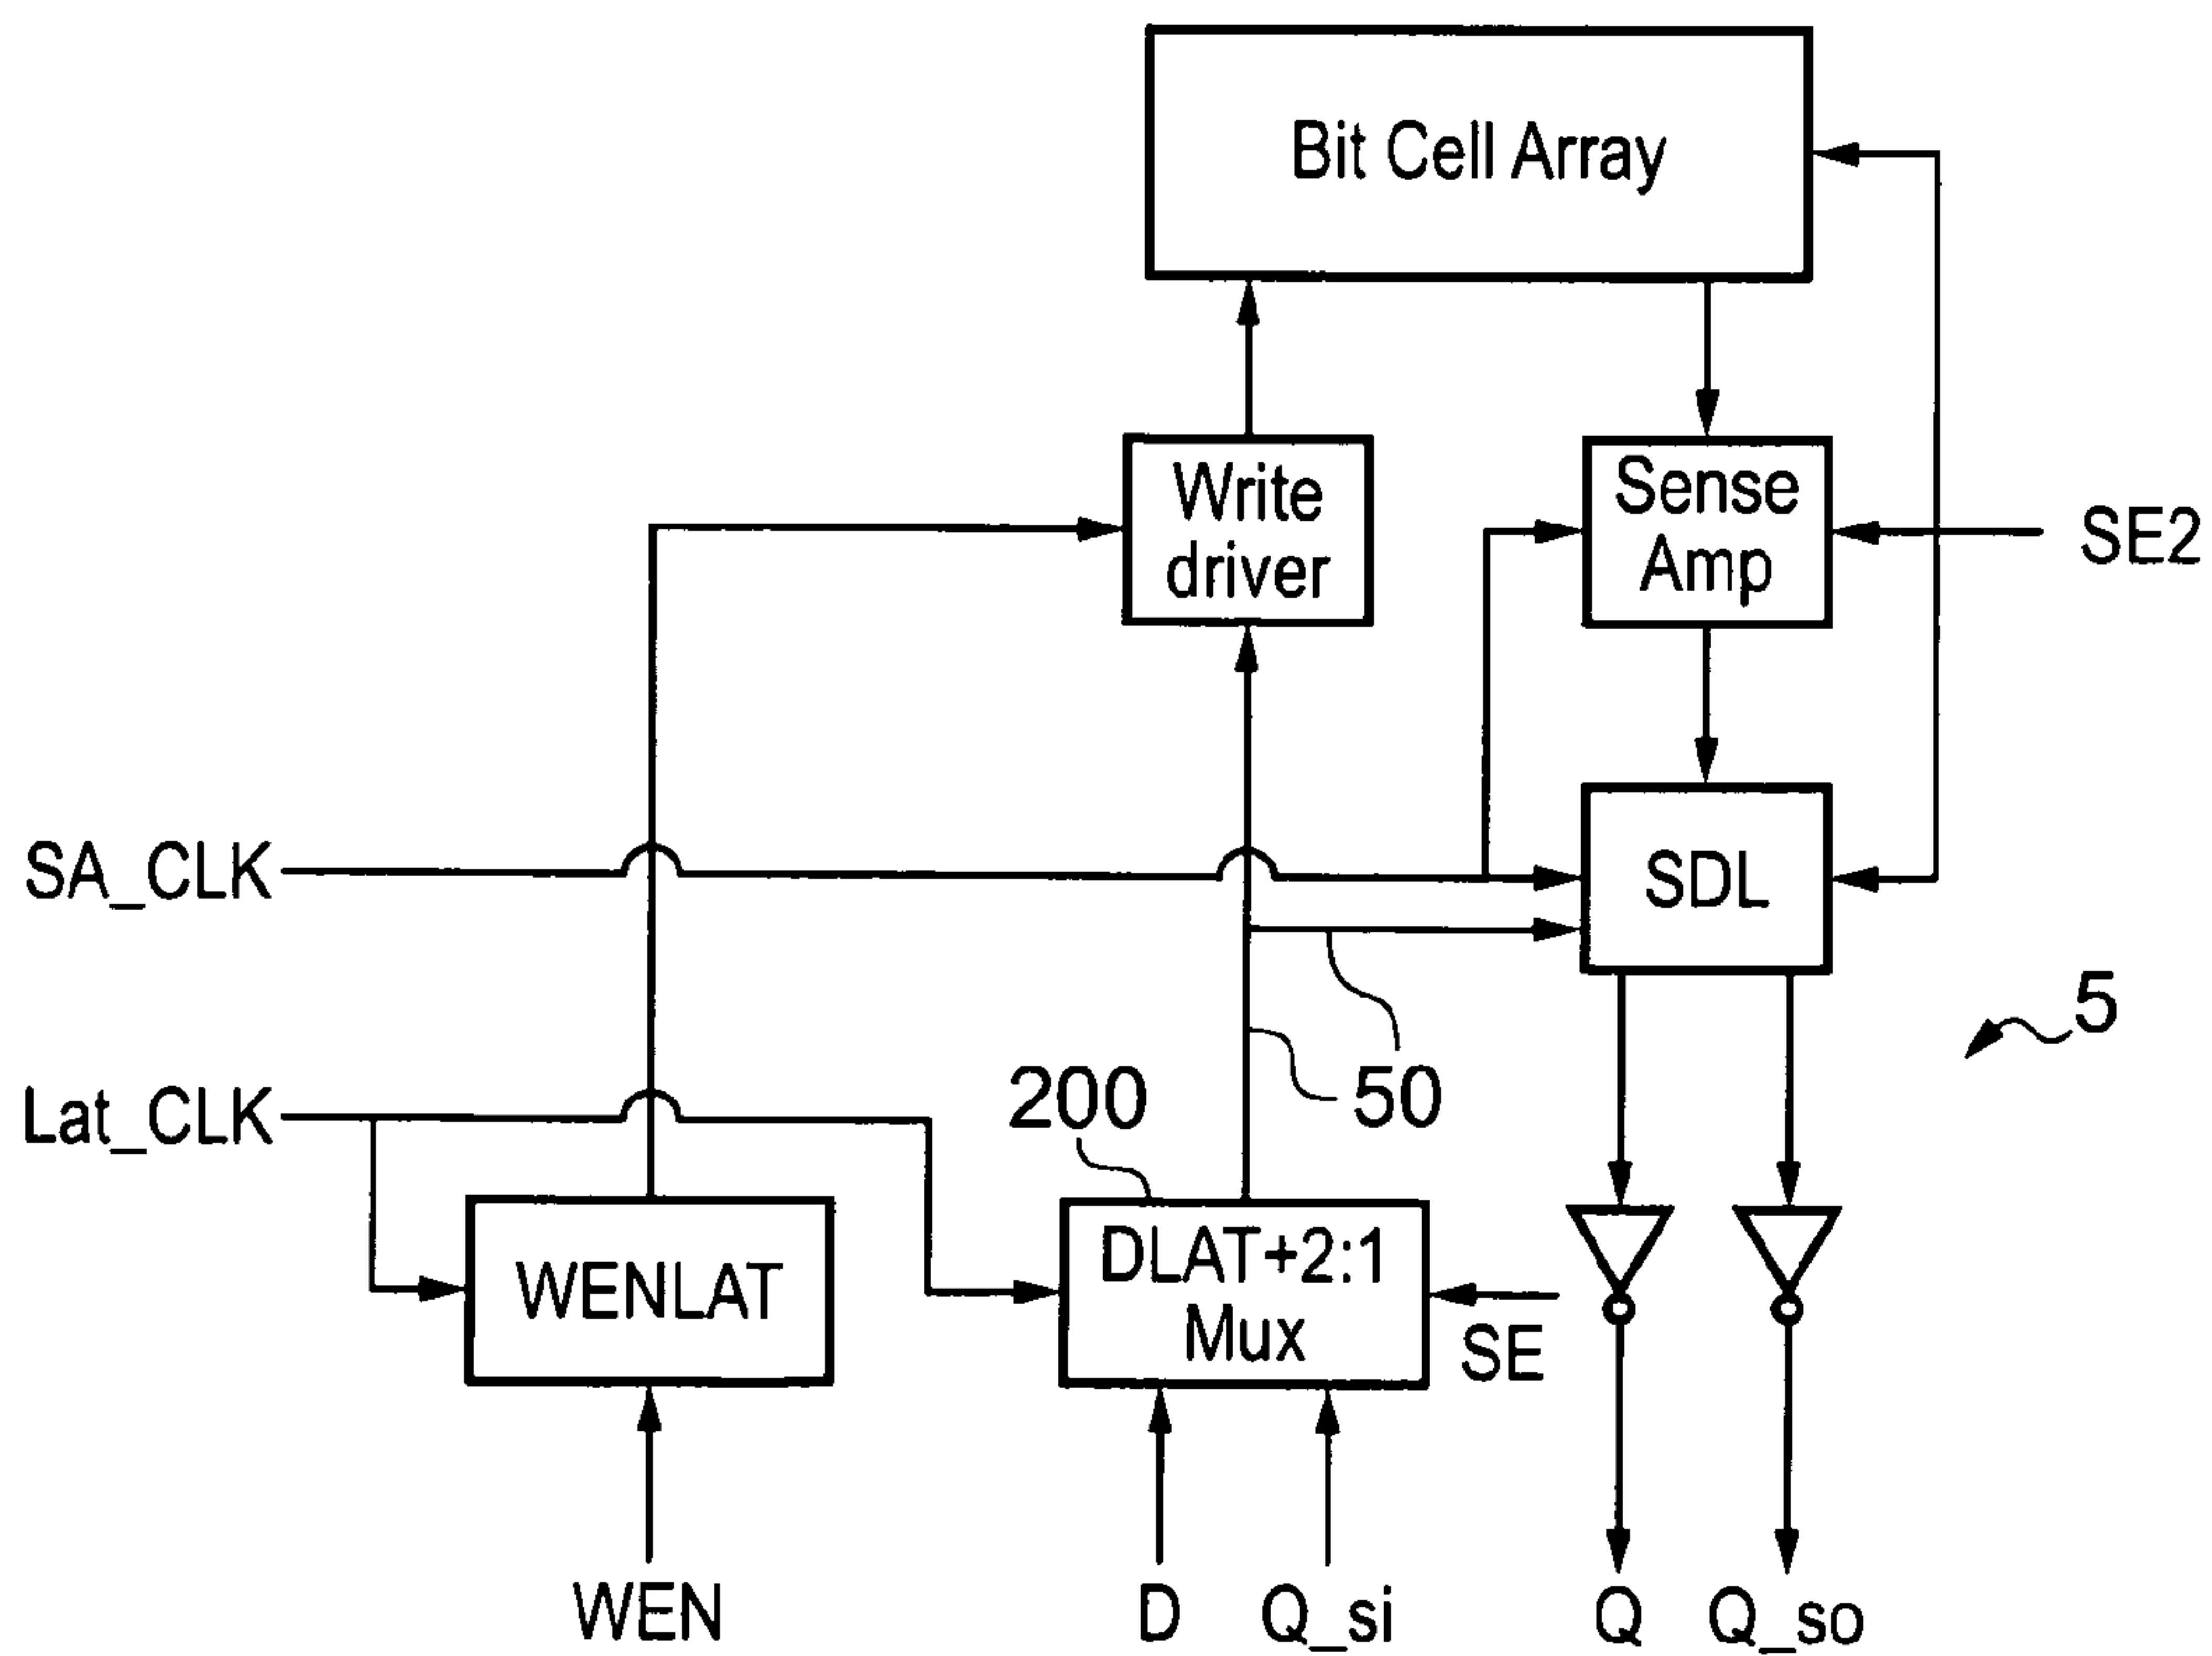 Bit Cell Array
Write
driver
Sense
Amp
SE2
SA_CLK
SDL
5
Lat_CLK
200
50
WENLAT
DLAT+2:1
Mux
SE
WEN
D
Q_si
Q
Q_so